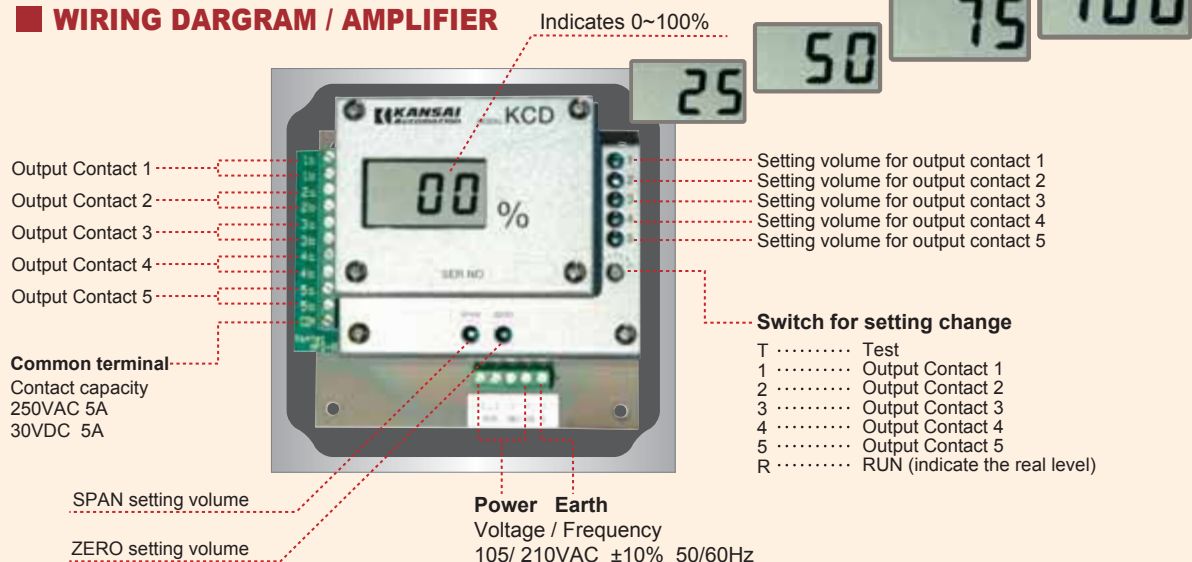 WIRING DARGRAM / AMPLIFIER
Indicates 0~100%
25
50
75
100
KANSAI
AUTOMATION
KCD
00
%
SER.NO
SPAN ZERO
Output Contact 1
Output Contact 2
Output Contact 3
Output Contact 4
Output Contact 5
Common terminal
Contact capacity
250VAC 5A
30VDC 5A
SPAN setting volume
ZERO setting volume
Power Earth
Voltage / Frequency
105/ 210VAC ±10% 50/60Hz
Setting volume for output contact 1
Setting volume for output contact 2
Setting volume for output contact 3
Setting volume for output contact 4
Setting volume for output contact 5
Switch for setting change
T ·········· Test
1 ·········· Output Contact 1
2 ·········· Output Contact 2
3 ·········· Output Contact 3
4 ·········· Output Contact 4
5 ·········· Output Contact 5
R ·········· RUN (indicate the real level)